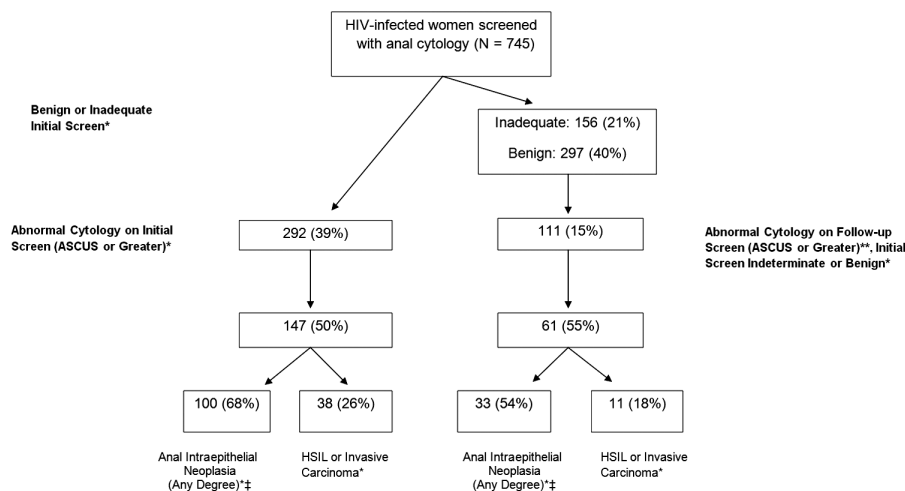 HIV-infected women screened
with anal cytology (N = 745)
Benign or Inadequate
Initial Screen*
Inadequate: 156 (21%)
Benign: 297 (40%)
Abnormal Cytology on Initial
Screen (ASCUS or Greater)*
292 (39%)
111 (15%)
Abnormal Cytology on Follow-up
Screen (ASCUS or Greater)**, Initial
Screen Indeterminate or Benign*
147 (50%)
61 (55%)
100 (68%)
38 (26%)
33 (54%)
11 (18%)
Anal Intraepithelial
Neoplasia
(Any Degree)*‡
HSIL or Invasive
Carcinoma*
Anal Intraepithelial
Neoplasia
(Any Degree)*‡
HSIL or Invasive
Carcinoma*